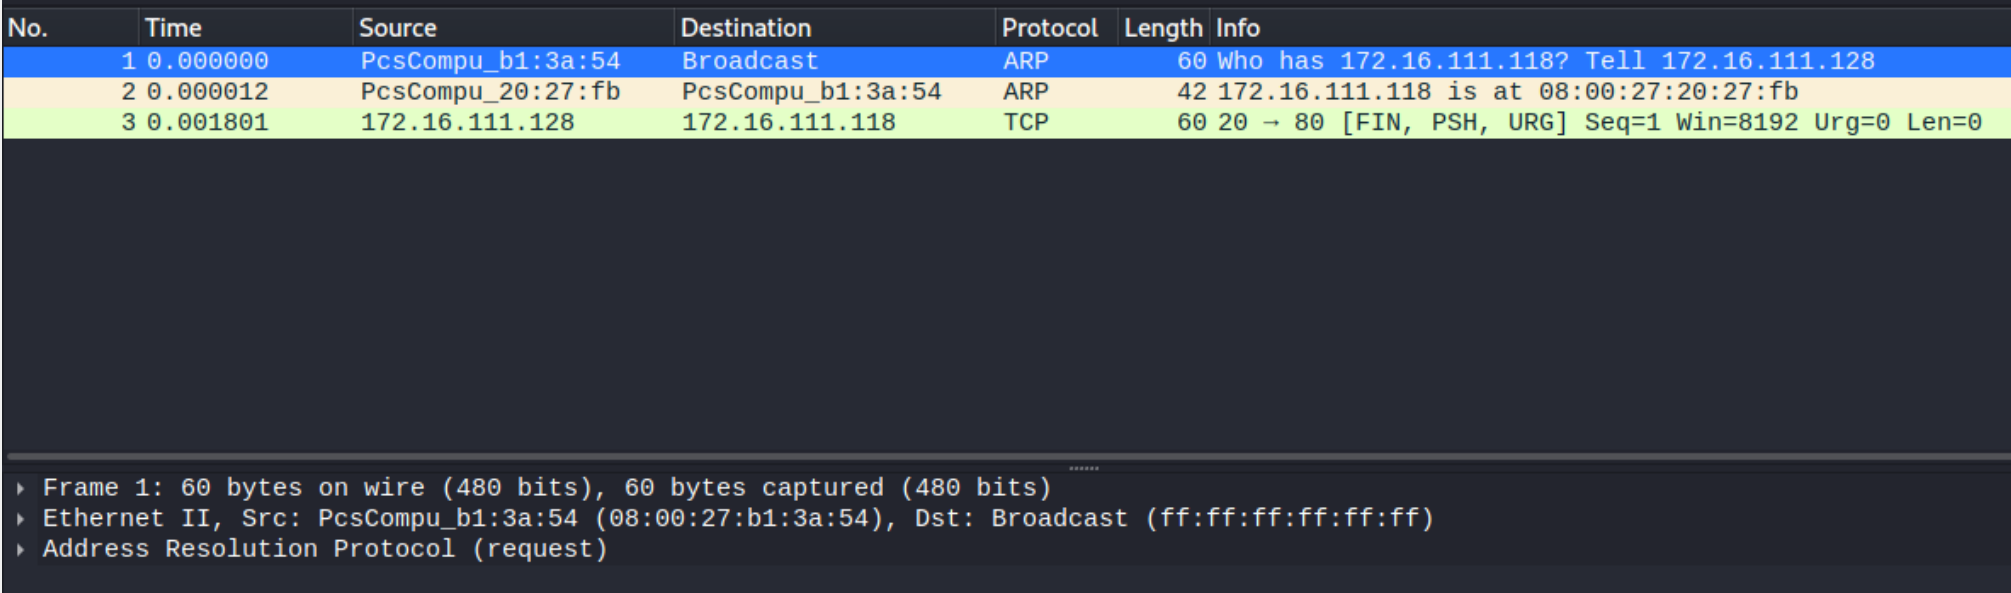 No. Time Source Destination Protocol Length Info
1 0.000000 PcsCompu_b1:3a:54 Broadcast ARP 60 Who has 172.16.111.118? Tell 172.16.111.128
2 0.000012 PcsCompu_20:27:fb PcsCompu_b1:3a:54 ARP 42 172.16.111.118 is at 08:00:27:20:27:fb
3 0.001801 172.16.111.128 172.16.111.118 TCP 60 20 → 80 [FIN, PSH, URG] Seq=1 Win=8192 Urg=0 Len=0
Frame 1: 60 bytes on wire (480 bits), 60 bytes captured (480 bits)
Ethernet II, Src: PcsCompu_b1:3a:54 (08:00:27:b1:3a:54), Dst: Broadcast (ff:ff:ff:ff:ff:ff)
Address Resolution Protocol (request)